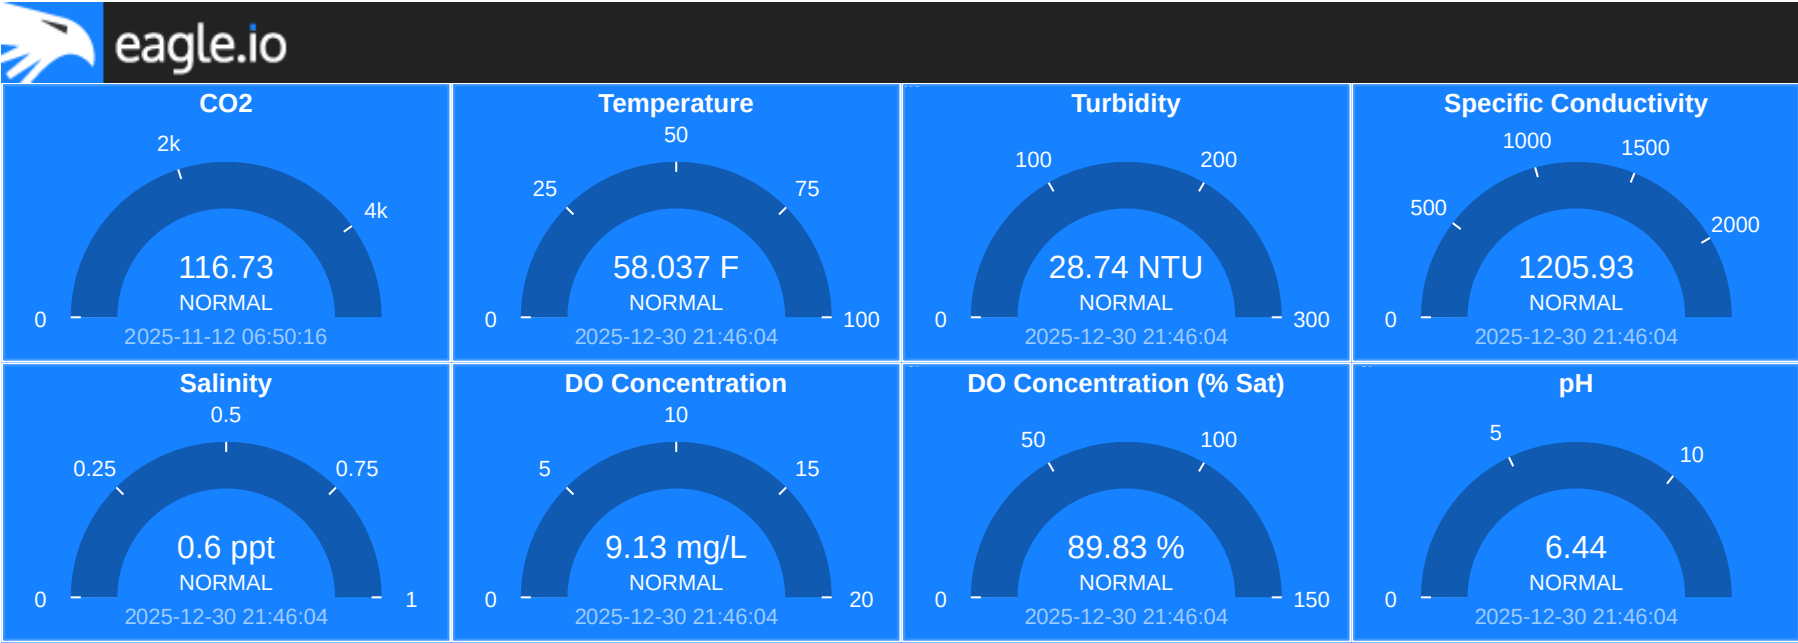 eagle.io
CO2
2k
4k
0
116.73
NORMAL
2025-11-12 06:50:16
Temperature
50
25
75
0
100
58.037 F
NORMAL
2025-12-30 21:46:04
Turbidity
100
200
0
300
28.74 NTU
NORMAL
2025-12-30 21:46:04
Specific Conductivity
1000
1500
500
2000
0
1205.93
NORMAL
2025-12-30 21:46:04
Salinity
0.5
0.25
0.75
0
1
0.6 ppt
NORMAL
2025-12-30 21:46:04
DO Concentration
10
5
15
0
20
9.13 mg/L
NORMAL
2025-12-30 21:46:04
DO Concentration (% Sat)
50
100
0
150
89.83 %
NORMAL
2025-12-30 21:46:04
pH
5
10
0
6.44
NORMAL
2025-12-30 21:46:04